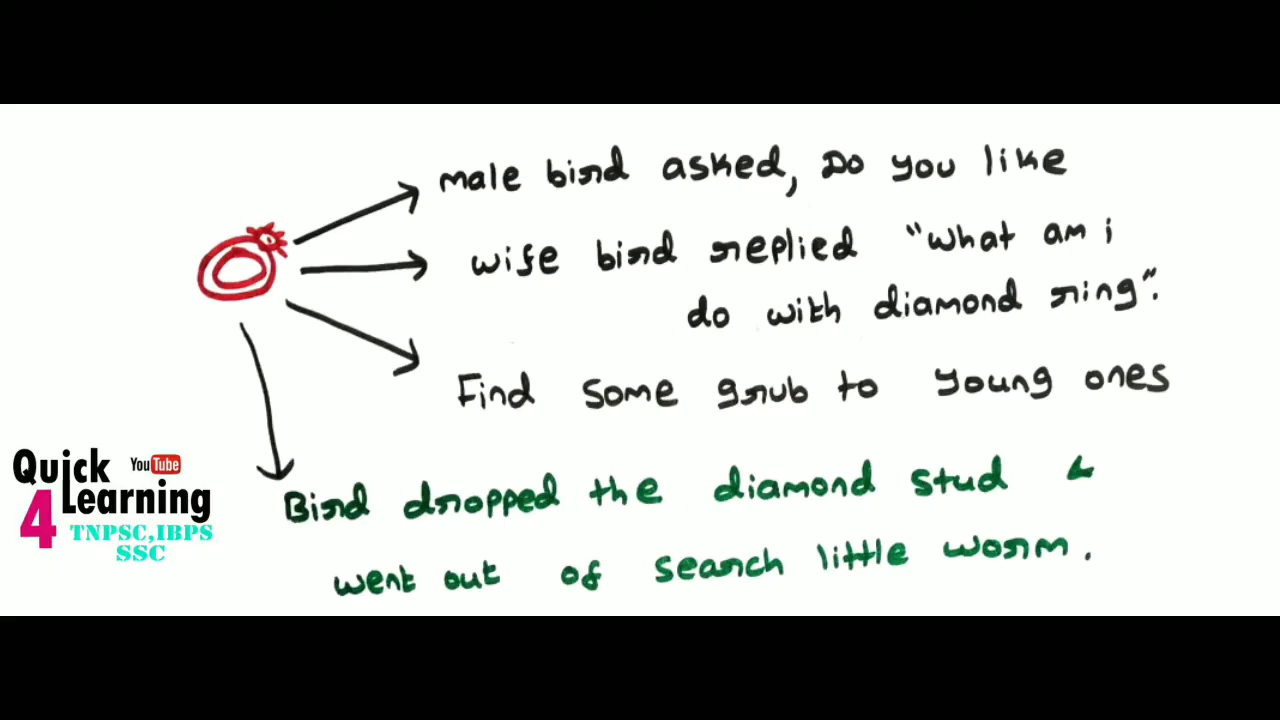 male bird asked, Do you like
wife bird replied "What am i
do with diamond ring".
Find some grub to young ones
Quick YouTube
4 Learning
TNPSC,IBPS
SSC
Bird dropped the diamond stud &
went out of search little worm.